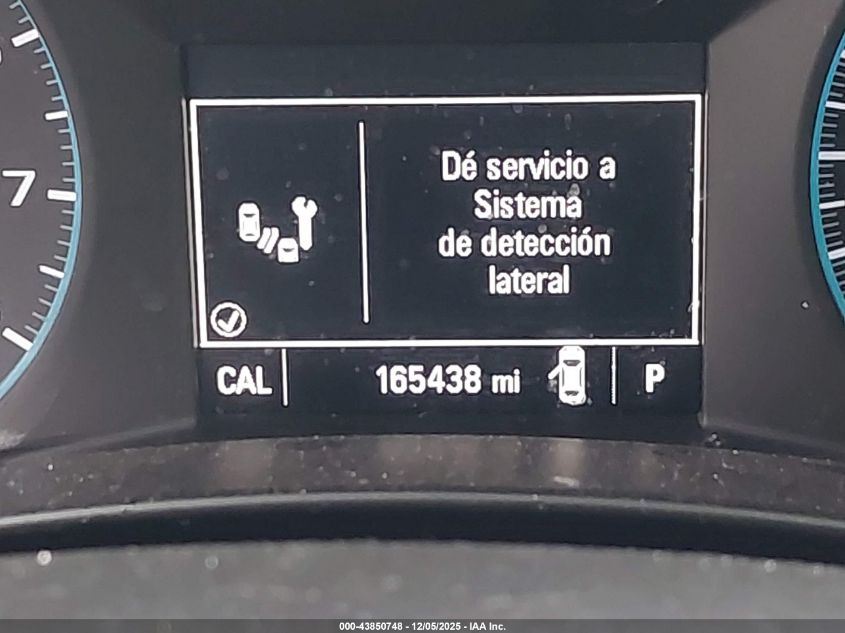 7
Dé servicio a
Sistema
de detección
lateral
CAL 165438 mi P
000-43850748 - 12/05/2025 - IAA Inc.